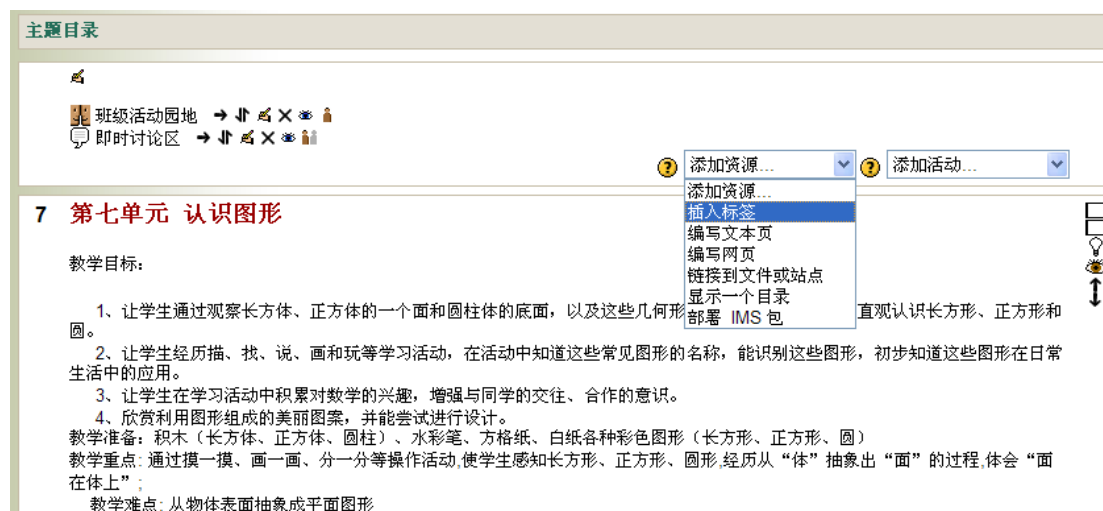 主题目录
班级活动园地
即时讨论区
添加资源...
添加活动...
添加资源...
插入标签
编写文本页
编写网页
链接到文件或站点
显示一个目录
部署 IMS 包
7 第七单元 认识图形
教学目标：
1、让学生通过观察长方体、正方体的一个面和圆柱体的底面，以及这些几何形 直观认识长方形、正方形和
圆。
2、让学生经历描、找、说、画和玩等学习活动，在活动中知道这些常见图形的名称，能识别这些图形，初步知道这些图形在日常
生活中的应用。
3、让学生在学习活动中积累对数学的兴趣，增强与同学的交往、合作的意识。
4、欣赏利用图形组成的美丽图案，并能尝试进行设计。
教学准备：积木（长方体、正方体、圆柱）、水彩笔、方格纸、白纸各种彩色图形（长方形、正方形、圆）
教学重点: 通过摸一摸、画一画、分一分等操作活动,使学生感知长方形、正方形、圆形,经历从“体”抽象出“面”的过程,体会“面
在体上”;
教学难点: 从物体表面抽象成平面图形